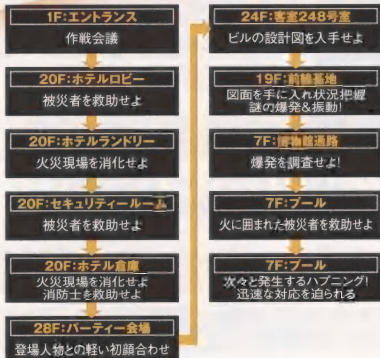 1F:エントランス
作戦会議
20F:ホテルロビー
被災者を救助せよ
20F:ホテルランドリー
火災現場を消化せよ
20F:セキュリティールーム
被災者を救助せよ
20F:ホテル倉庫
火災現場を消化せよ
消防士を救助せよ
28F:パーティー会場
登場人物との軽い初顔合わせ
24F:客室248号室
ビルの設計図を入手せよ
19F:前線基地
図面を手に入れ状況把握
謎の爆発&振動!
7F:博物館通路
爆発を調査せよ!
7F:プール
火に囲まれた被災者を救助せよ
7F:プール
次々と発生するハプニング!
迅速な対応を迫られる